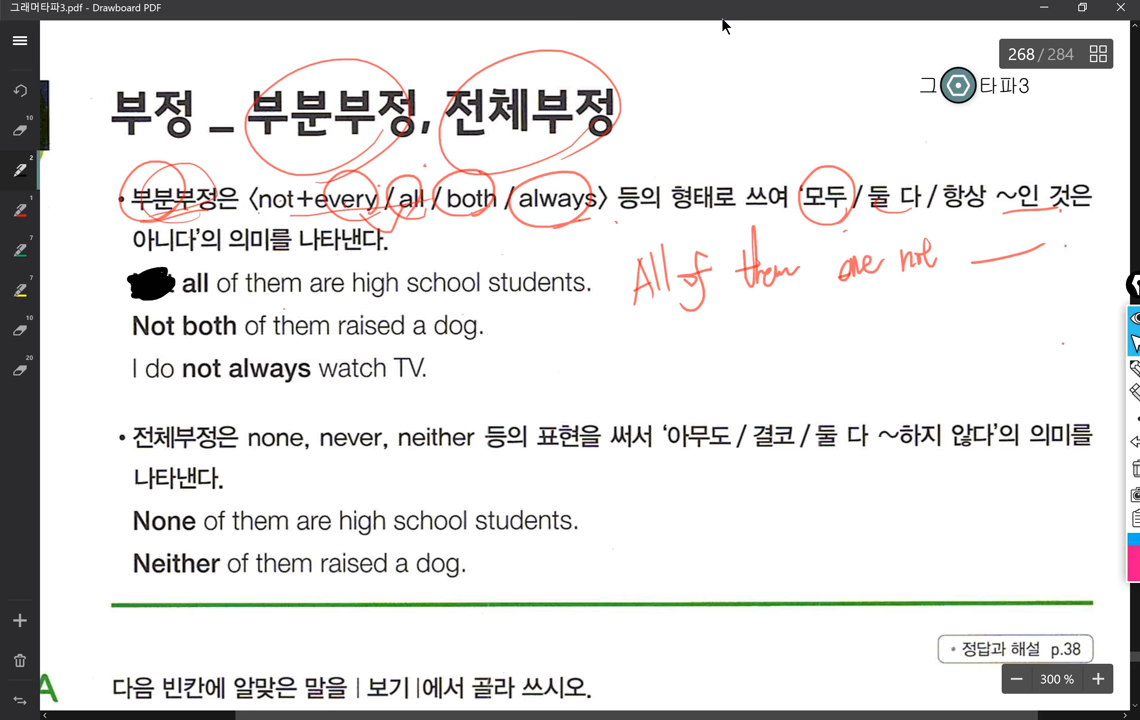 그래머타파3.pdf - Drawboard PDF
268 / 284
그 타파3
부정 _ 부분부정, 전체부정
• 부분부정은 〈not+every / all / both / always〉 등의 형태로 쓰여 '모두 / 둘 다 / 항상 ~인 것은
아니다'의 의미를 나타낸다.
all of them are high school students.
All of them are not
Not both of them raised a dog.
I do not always watch TV.
• 전체부정은 none, never, neither 등의 표현을 써서 '아무도 / 결코 / 둘 다 ~하지 않다'의 의미를
나타낸다.
None of them are high school students.
Neither of them raised a dog.
• 정답과 해설 p.38
300 %
A 다음 빈칸에 알맞은 말을 | 보기 |에서 골라 쓰시오.
10
2
1
7
7
10
20